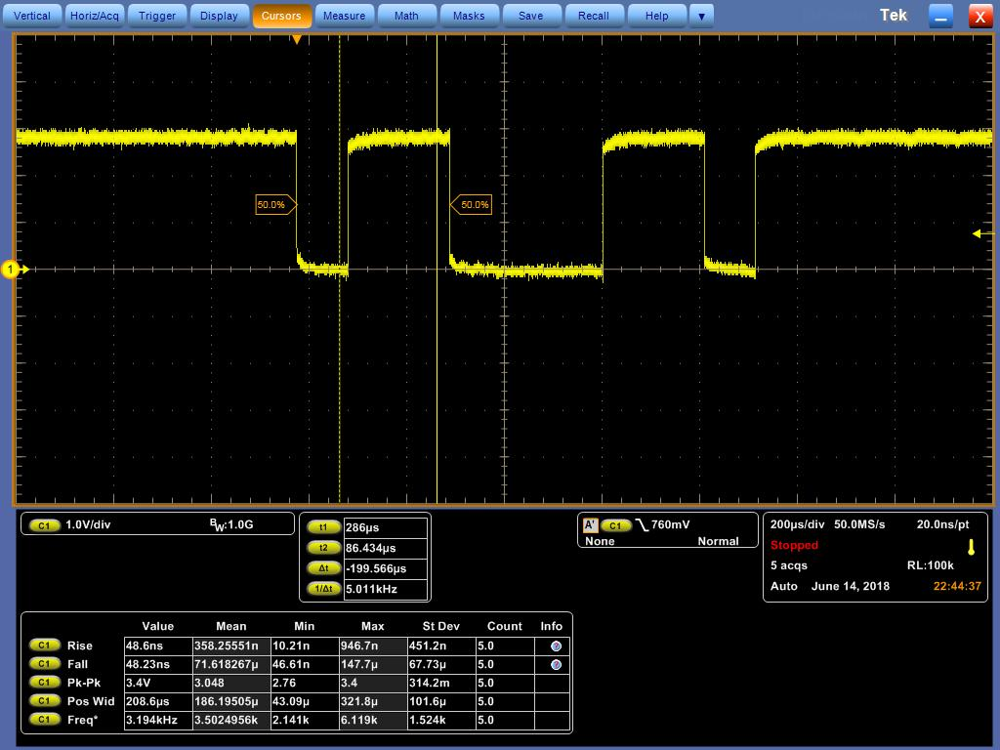 Vertical Horiz/Acq Trigger Display Cursors Measure Math Masks Save Recall Help Tek X
50.0% 50.0%
1
C1 1.0V/div BW:1.0G
t1 286µs
t2 86.434µs
Δt -199.566µs
1/Δt 5.011kHz
A' C1 760mV
None Normal
200µs/div 50.0MS/s 20.0ns/pt
Stopped
5 acqs RL:100k
Auto June 14, 2018 22:44:37
Value Mean Min Max St Dev Count Info
C1 Rise 48.6ns 358.25551n 10.21n 946.7n 451.2n 5.0
C1 Fall 48.23ns 71.618267µ 46.61n 147.7µ 67.73µ 5.0
C1 Pk-Pk 3.4V 3.048 2.76 3.4 314.2m 5.0
C1 Pos Wid 208.6µs 186.19505µ 43.09µ 321.8µ 101.6µ 5.0
C1 Freq* 3.194kHz 3.5024956k 2.141k 6.119k 1.524k 5.0